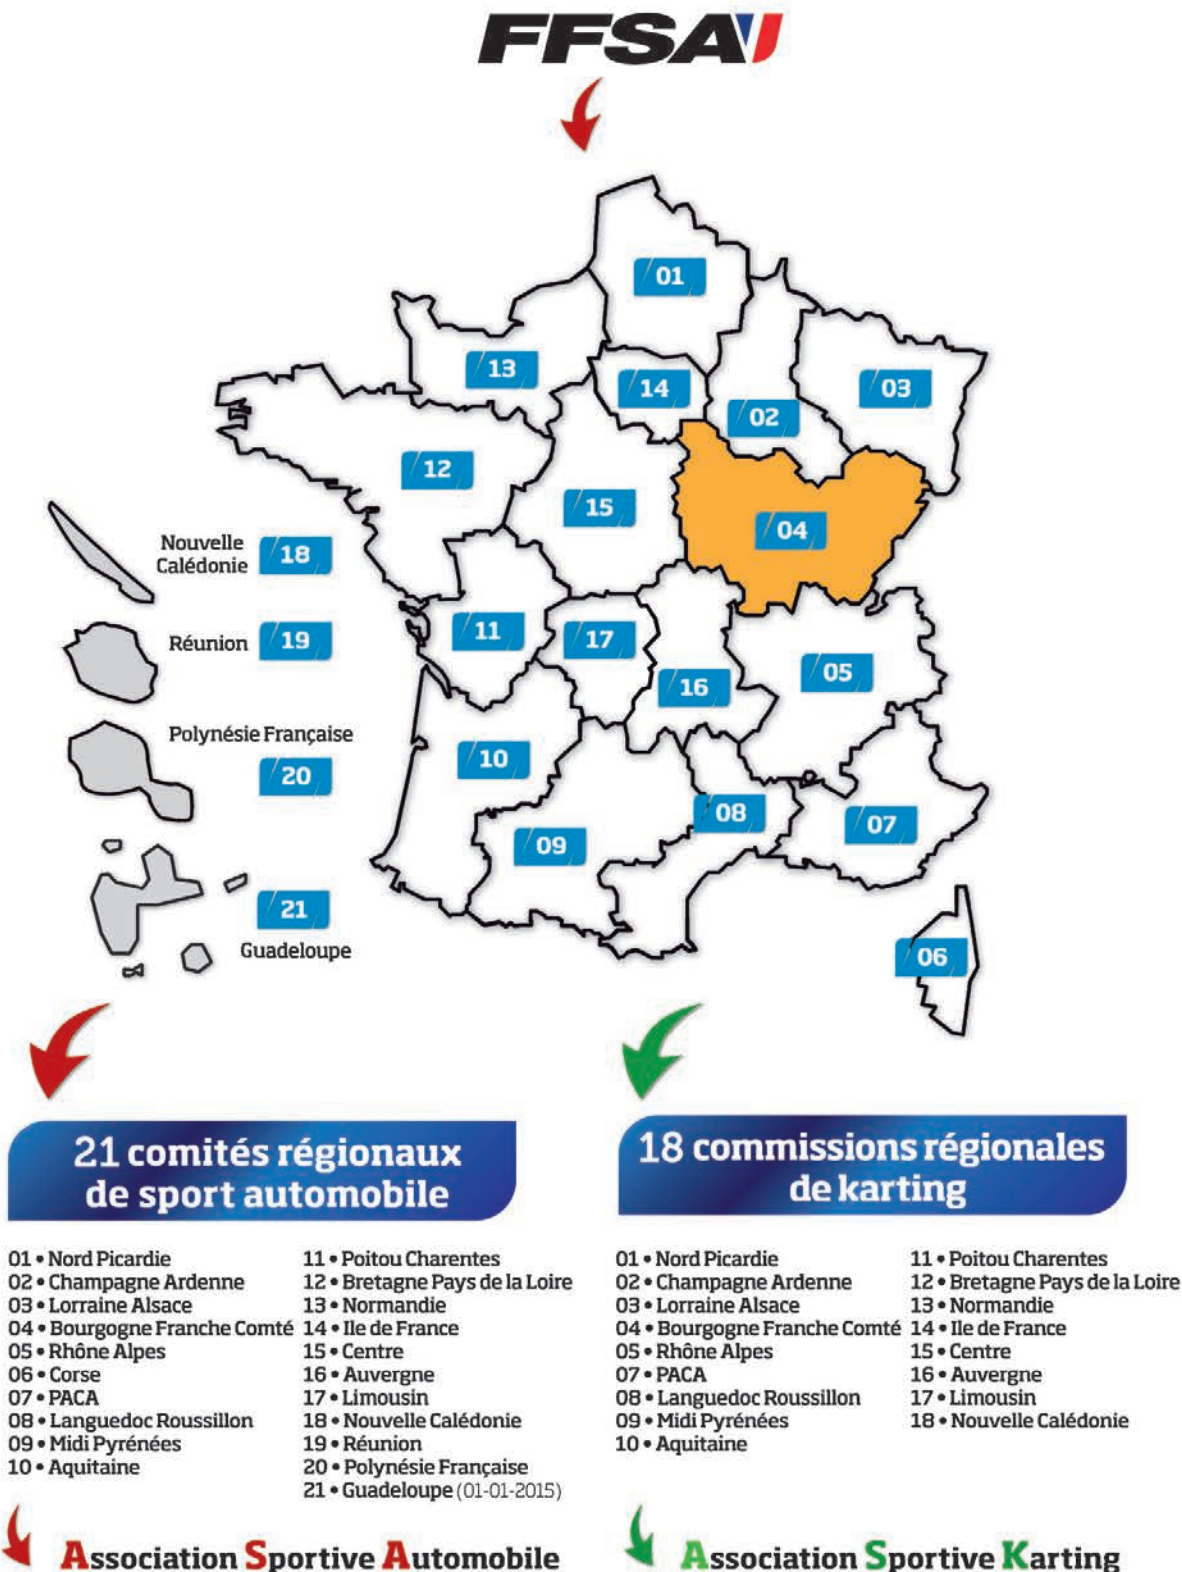 FFSA
01
13
14
03
02
12
15
04
Nouvelle
Calédonie
18
Réunion
19
11
17
05
16
Polynésie Française
20
10
08
07
09
21
Guadeloupe
06
21 comités régionaux
de sport automobile
18 commissions régionales
de karting
01 • Nord Picardie
02 • Champagne Ardenne
03 • Lorraine Alsace
04 • Bourgogne Franche Comté
05 • Rhône Alpes
06 • Corse
07 • PACA
08 • Languedoc Roussillon
09 • Midi Pyrénées
10 • Aquitaine
11 • Poitou Charentes
12 • Bretagne Pays de la Loire
13 • Normandie
14 • Ile de France
15 • Centre
16 • Auvergne
17 • Limousin
18 • Nouvelle Calédonie
19 • Réunion
20 • Polynésie Française
21 • Guadeloupe (01-01-2015)
01 • Nord Picardie
02 • Champagne Ardenne
03 • Lorraine Alsace
04 • Bourgogne Franche Comté
05 • Rhône Alpes
07 • PACA
08 • Languedoc Roussillon
09 • Midi Pyrénées
10 • Aquitaine
11 • Poitou Charentes
12 • Bretagne Pays de la Loire
13 • Normandie
14 • Ile de France
15 • Centre
16 • Auvergne
17 • Limousin
18 • Nouvelle Calédonie
Association Sportive Automobile
Association Sportive Karting